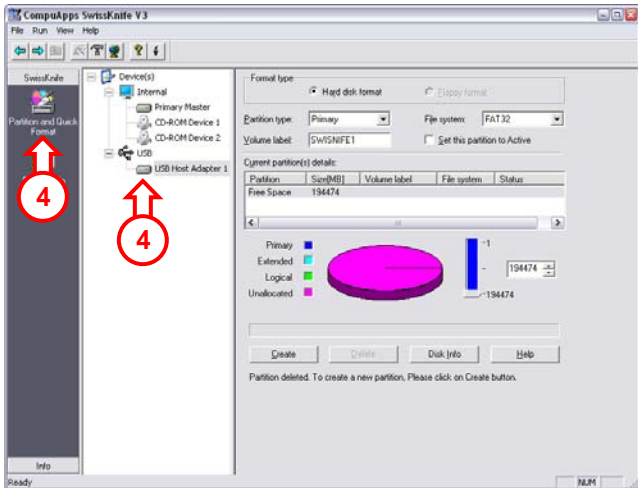 CompuApps SwissKnife V3
File Run View Help
SwissKnife
Partition and Quick
Format
4
Info
Device(s)
Internal
Primary Master
CD-ROM Device 1
CD-ROM Device 2
USB
USB Host Adapter 1
4
Format type
Hard disk format
Floppy format
Partition type: Primary
File system: FAT32
Volume label: SWISNIFE1
Set this partition to Active
Current partition(s) details:
Partition Size[MB] Volume label File system Status
Free Space 194474
Primary
Extended
Logical
Unallocated
-1
-
194474
-194474
Create Delete Disk Info Help
Partition deleted. To create a new partition, Please click on Create button.
Ready
NUM